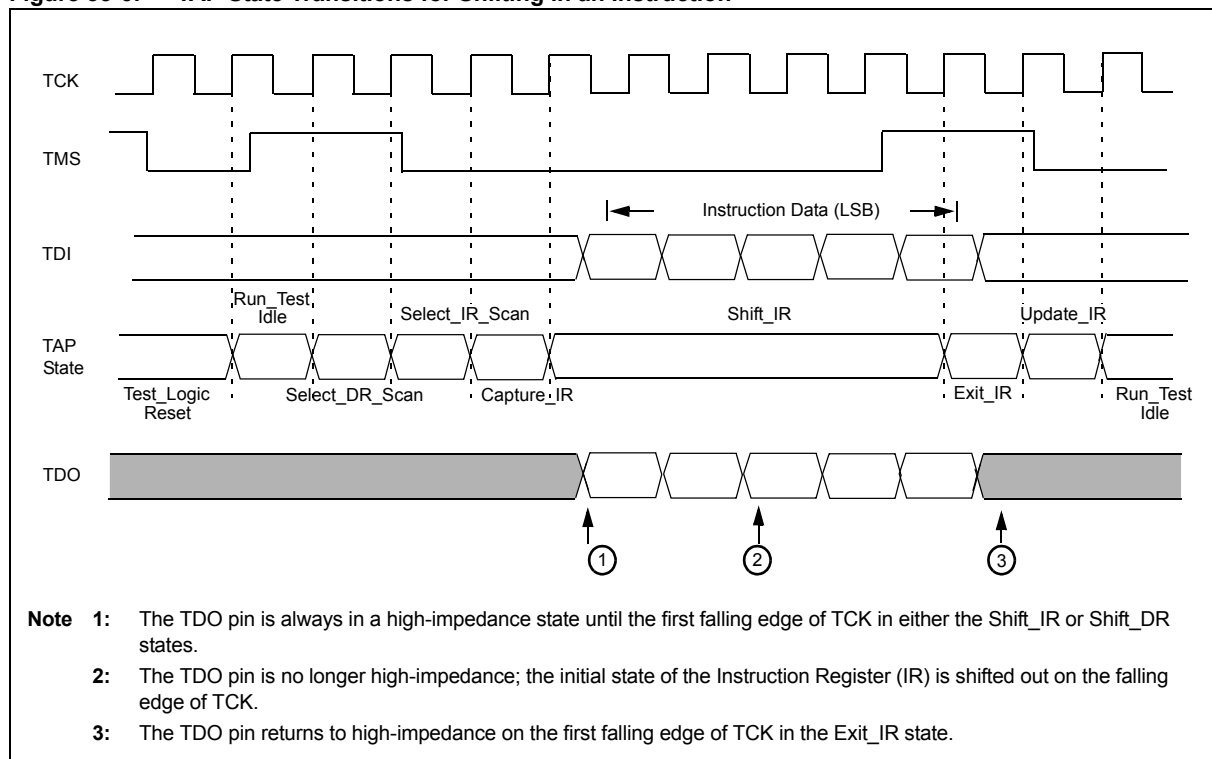 TCK
TMS
Instruction Data (LSB)
TDI
Run_Test
Idle
Select_IR_Scan
Shift_IR
Update_IR
TAP
State
Test_Logic
Reset
Select_DR_Scan
Capture_IR
Exit_IR
Run_Test
Idle
TDO
1
2
3
Note 1: The TDO pin is always in a high-impedance state until the first falling edge of TCK in either the Shift_IR or Shift_DR
states.
2: The TDO pin is no longer high-impedance; the initial state of the Instruction Register (IR) is shifted out on the falling
edge of TCK.
3: The TDO pin returns to high-impedance on the first falling edge of TCK in the Exit_IR state.